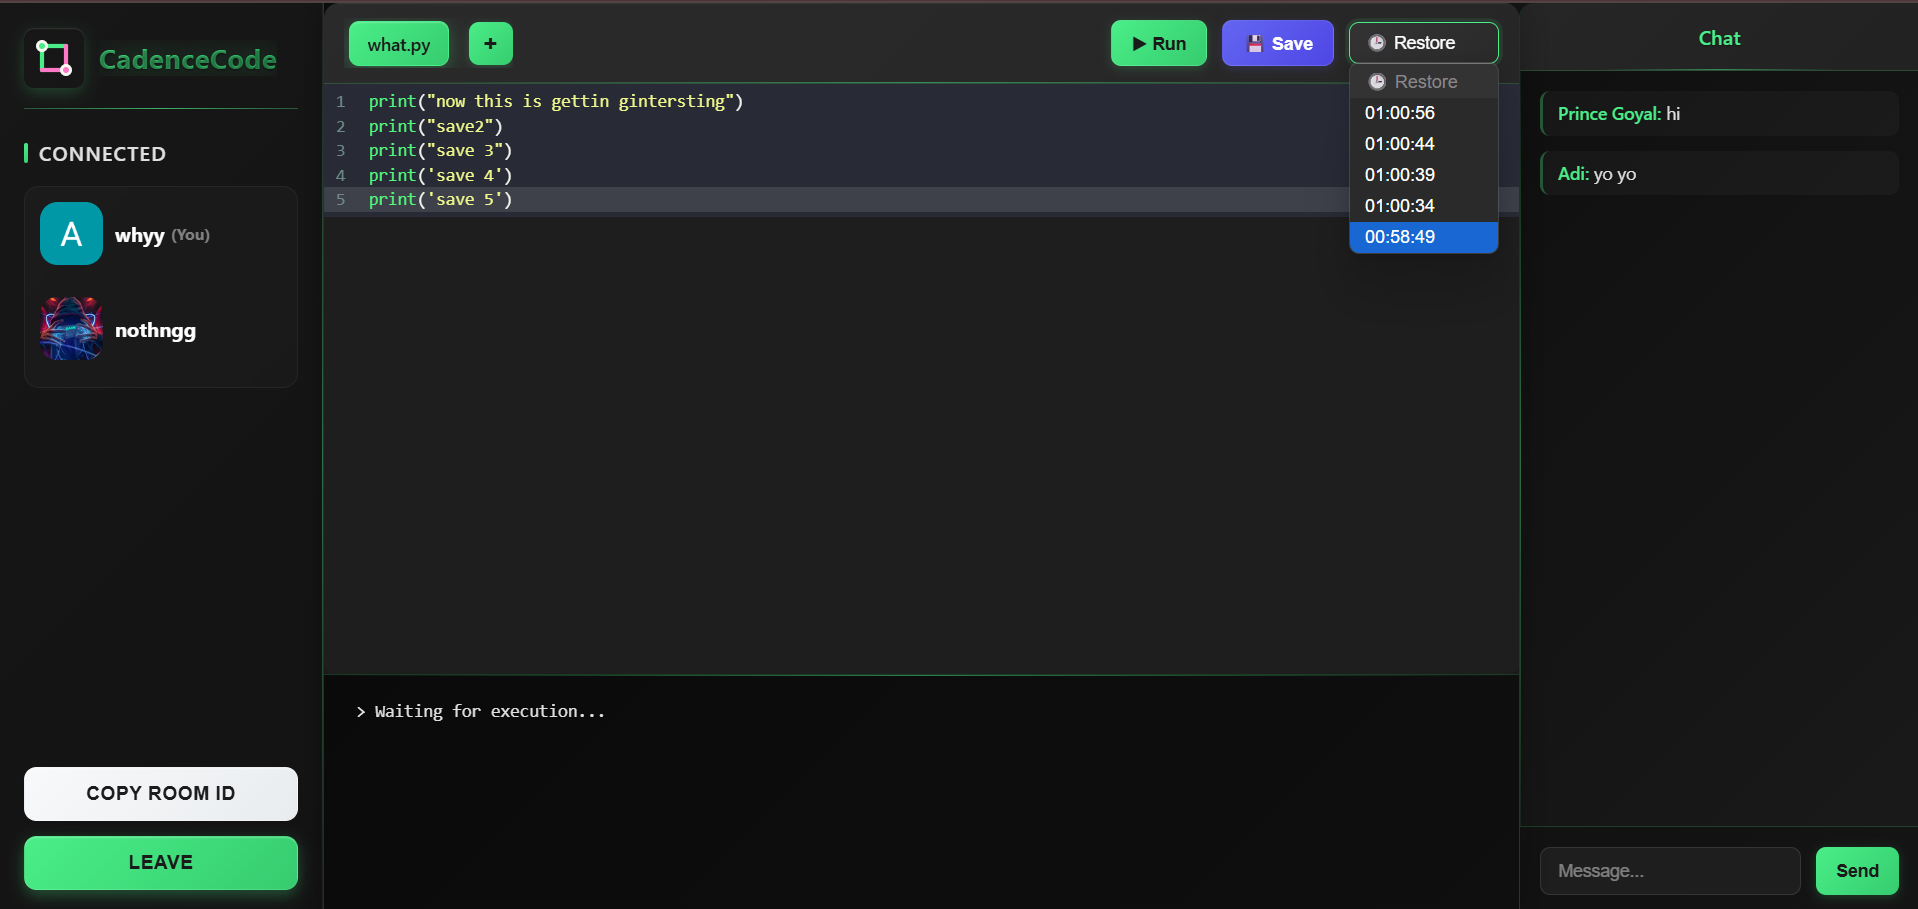 CadenceCode
CONNECTED
A
whyy (You)
nothngg
COPY ROOM ID
LEAVE
what.py
+
Run
Save
Restore
Restore
01:00:56
01:00:44
01:00:39
01:00:34
00:58:49
1 print("now this is gettin gintersting")
2 print("save2")
3 print("save 3")
4 print('save 4')
5 print('save 5')
> Waiting for execution...
Chat
Prince Goyal: hi
Adi: yo yo
Message...
Send